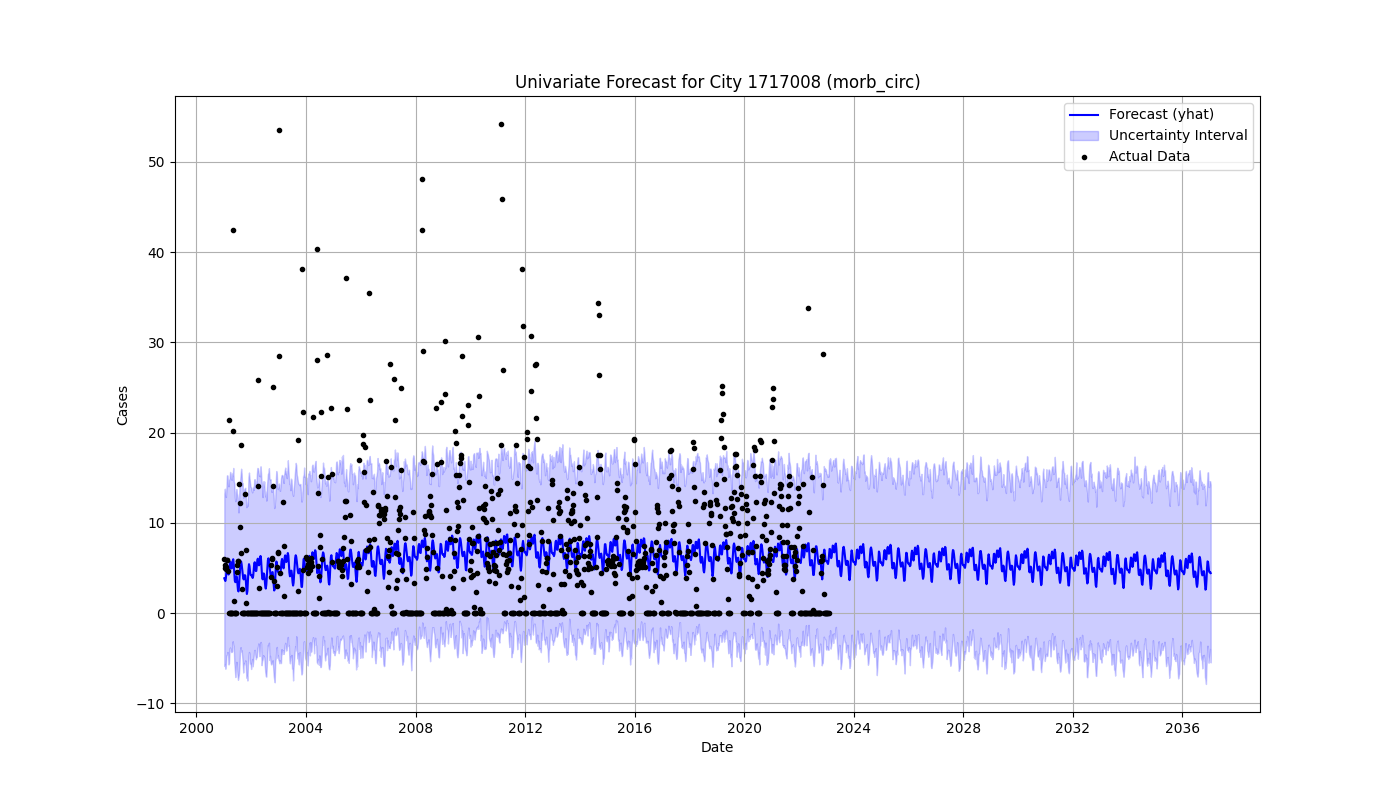 Univariate Forecast for City 1717008 (morb_circ)
Forecast (yhat)
Uncertainty Interval
Actual Data
Cases
50
40
30
20
10
0
−10
2000 2004 2008 2012 2016 2020 2024 2028 2032 2036
Date